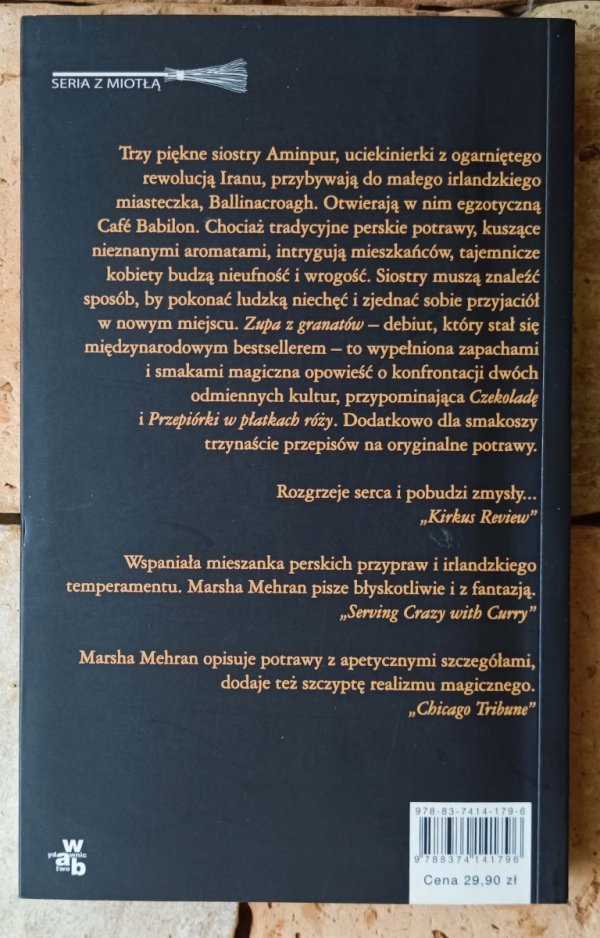 SERIA Z MIOTŁĄ
Trzy piękne siostry Aminpur, uciekinierki z ogarniętego
rewolucją Iranu, przybywają do małego irlandzkiego
miasteczka, Ballinacroagh. Otwierają w nim egzotyczną
Café Babilon. Chociaż tradycyjne perskie potrawy, kuszące
nieznanymi aromatami, intrygują mieszkańców, tajemnicze
kobiety budzą nieufność i wrogość. Siostry muszą znaleźć
sposób, by pokonać ludzką niechęć i zjednać sobie przyjaciół
w nowym miejscu. Zupa z granatów – debiut, który stał się
międzynarodowym bestsellerem – to wypełniona zapachami
i smakami magiczna opowieść o konfrontacji dwóch
odmiennych kultur, przypominająca Czekoladę
i Przepiórki w płatkach róży. Dodatkowo dla smakoszy
trzynaście przepisów na oryginalne potrawy.
Rozgrzeje serca i pobudzi zmysły...
„Kirkus Review”
Wspaniała mieszanka perskich przypraw i irlandzkiego
temperamentu. Marsha Mehran pisze błyskotliwie i z fantazją.
„Serving Crazy with Curry”
Marsha Mehran opisuje potrawy z apetycznymi szczegółami,
dodaje też szczyptę realizmu magicznego.
„Chicago Tribune”
978-83-7414-179-6
9 788374 141796
Cena 29,90 zł
w
ydawnic
two
ab